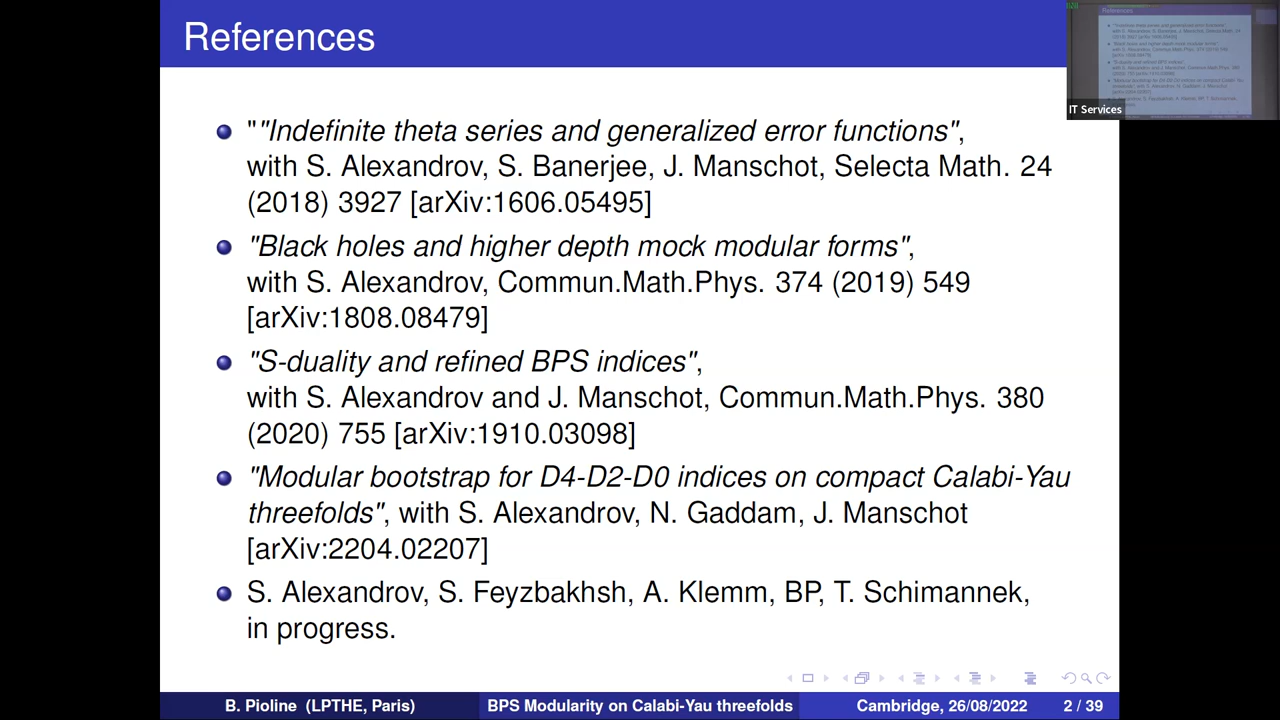 References
""Indefinite theta series and generalized error functions",
with S. Alexandrov, S. Banerjee, J. Manschot, Selecta Math. 24
(2018) 3927 [arXiv:1606.05495]
"Black holes and higher depth mock modular forms",
with S. Alexandrov, Commun.Math.Phys. 374 (2019) 549
[arXiv:1808.08479]
"S-duality and refined BPS indices",
with S. Alexandrov and J. Manschot, Commun.Math.Phys. 380
(2020) 755 [arXiv:1910.03098]
"Modular bootstrap for D4-D2-D0 indices on compact Calabi-Yau
threefolds", with S. Alexandrov, N. Gaddam, J. Manschot
[arXiv:2204.02207]
S. Alexandrov, S. Feyzbakhsh, A. Klemm, BP, T. Schimannek,
in progress.
B. Pioline (LPTHE, Paris) BPS Modularity on Calabi-Yau threefolds Cambridge, 26/08/2022 2 / 39
IT Services